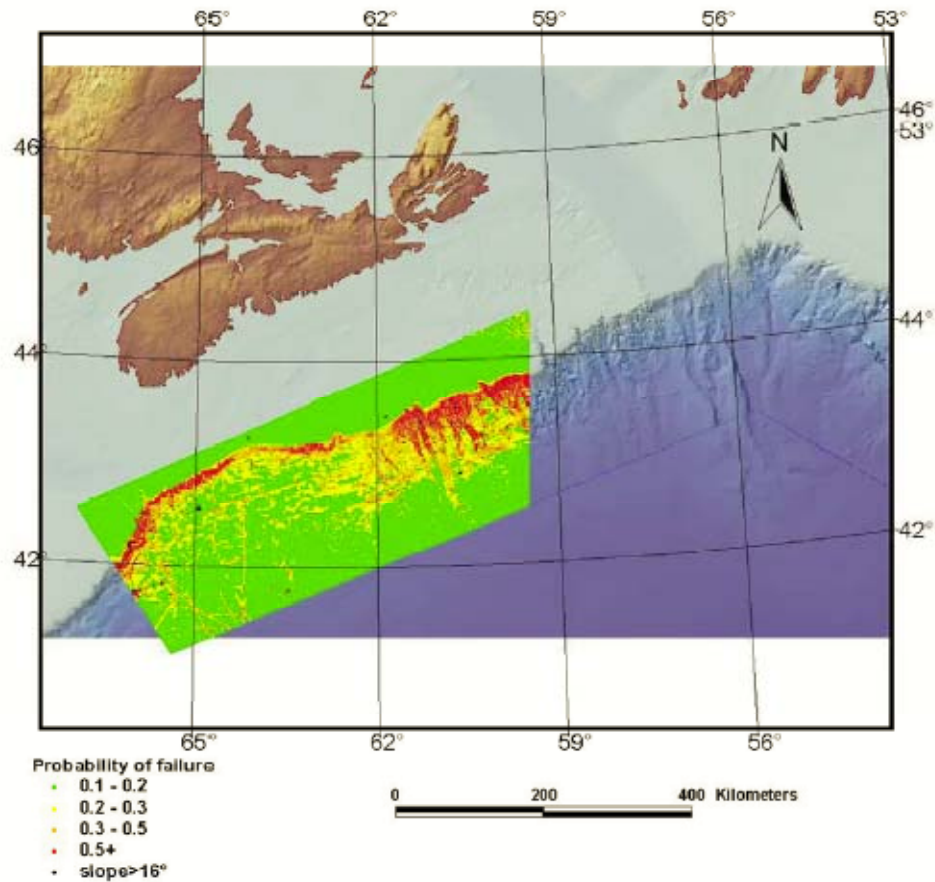 65° 62° 59° 56° 53°
46° 46°
53°
N
44° 44°
42° 42°
65° 62° 59° 56°
Probability of failure
0.1 - 0.2
0.2 - 0.3
0.3 - 0.5
0.5+
slope>16°
0 200 400 Kilometers